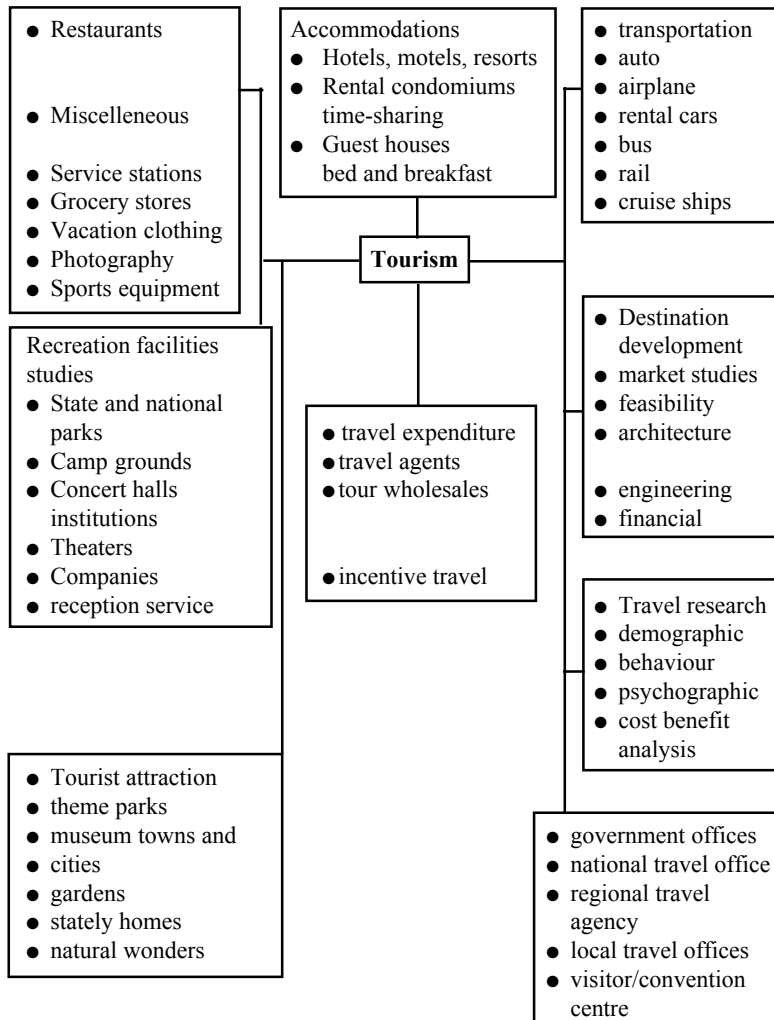 ● Restaurants
● Miscelleneous
● Service stations
● Grocery stores
● Vacation clothing
● Photography
● Sports equipment
Accommodations
● Hotels, motels, resorts
● Rental condomiums
time-sharing
● Guest houses
bed and breakfast
● transportation
● auto
● airplane
● rental cars
● bus
● rail
● cruise ships
Tourism
Recreation facilities
studies
● State and national
parks
● Camp grounds
● Concert halls
institutions
● Theaters
● Companies
● reception service
● travel expenditure
● travel agents
● tour wholesales
● incentive travel
● Destination
development
● market studies
● feasibility
● architecture
● engineering
● financial
● Travel research
● demographic
● behaviour
● psychographic
● cost benefit
analysis
● Tourist attraction
● theme parks
● museum towns and
● cities
● gardens
● stately homes
● natural wonders
● government offices
● national travel office
● regional travel
agency
● local travel offices
● visitor/convention
centre